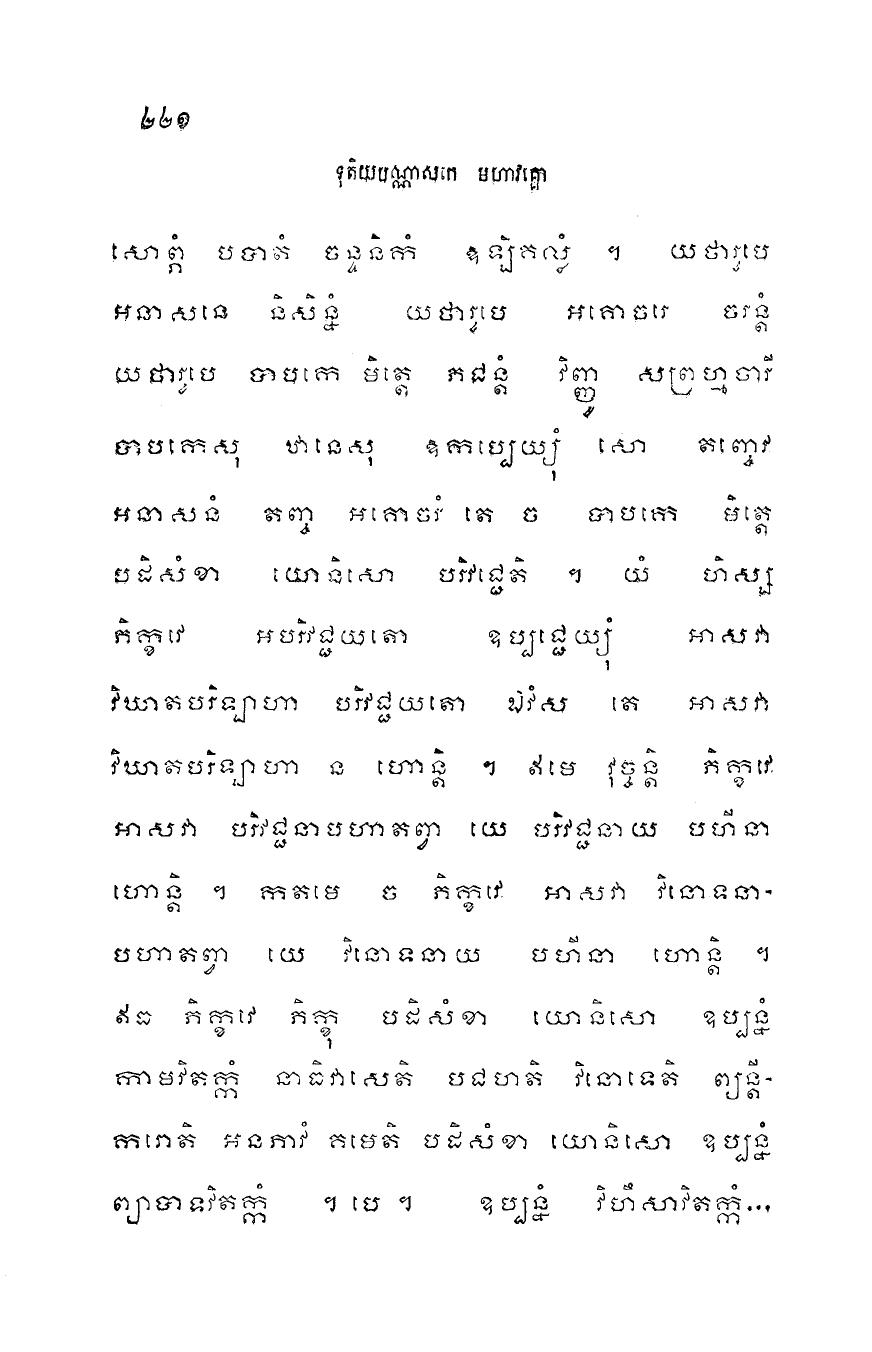 ២២១
ទុតិយបណ្ណាសកេ មហាវគ្គោ
សោព្ភំ បបាតំ ចន្ទនិកំ ឱឡិគល្លំ ។ យថារូបេ
អនាសនេ និសិន្នំ យថារូបេ អគោចរេ ចរន្តំ
យថារូបេ បាបកេ មិត្តេ ភជន្តំ វិញ្ញូ សព្រហ្មចារី
បាបកេសុ ឋានេសុ ឱកប្បេយ្យុំ សោ តញ្ចេវ
អនាសនំ តញ្ច អគោចរំ តេ ច បាបកេ មិត្តេ
បដិសំខា យោនិសោ បរិវជ្ជេតិ ។ យំ ហិស្ស
ភិក្ខវេ អបរិវជ្ជយតោ ឧប្បជ្ជេយ្យុំ អាសវា
វិឃាតបរិឡាហា បរិវជ្ជយតោ ឯវំស តេ អាសវា
វិឃាតបរិឡាហា ន ហោន្តិ ។ ឥមេ វុច្ចន្តិ ភិក្ខវេ
អាសវា បរិវជ្ជនាបហាតព្វា យេ បរិវជ្ជនាយ បហីនា
ហោន្តិ ។ កតមេ ច ភិក្ខវេ អាសវា វិនោទនា-
បហាតព្វា យេ វិនោទនាយ បហីនា ហោន្តិ ។
ឥធ ភិក្ខវេ ភិក្ខុ បដិសំខា យោនិសោ ឧប្បន្នំ
កាមវិតក្កំ នាធិវាសេតិ បជហតិ វិនោទេតិ ព្យន្តី-
ករោតិ អនភាវំ គមេតិ បដិសំខា យោនិសោ ឧប្បន្នំ
ព្យាបាទវិតក្កំ ។ បេ ។ ឧប្បន្នំ វិហឹសាវិតក្កំ...